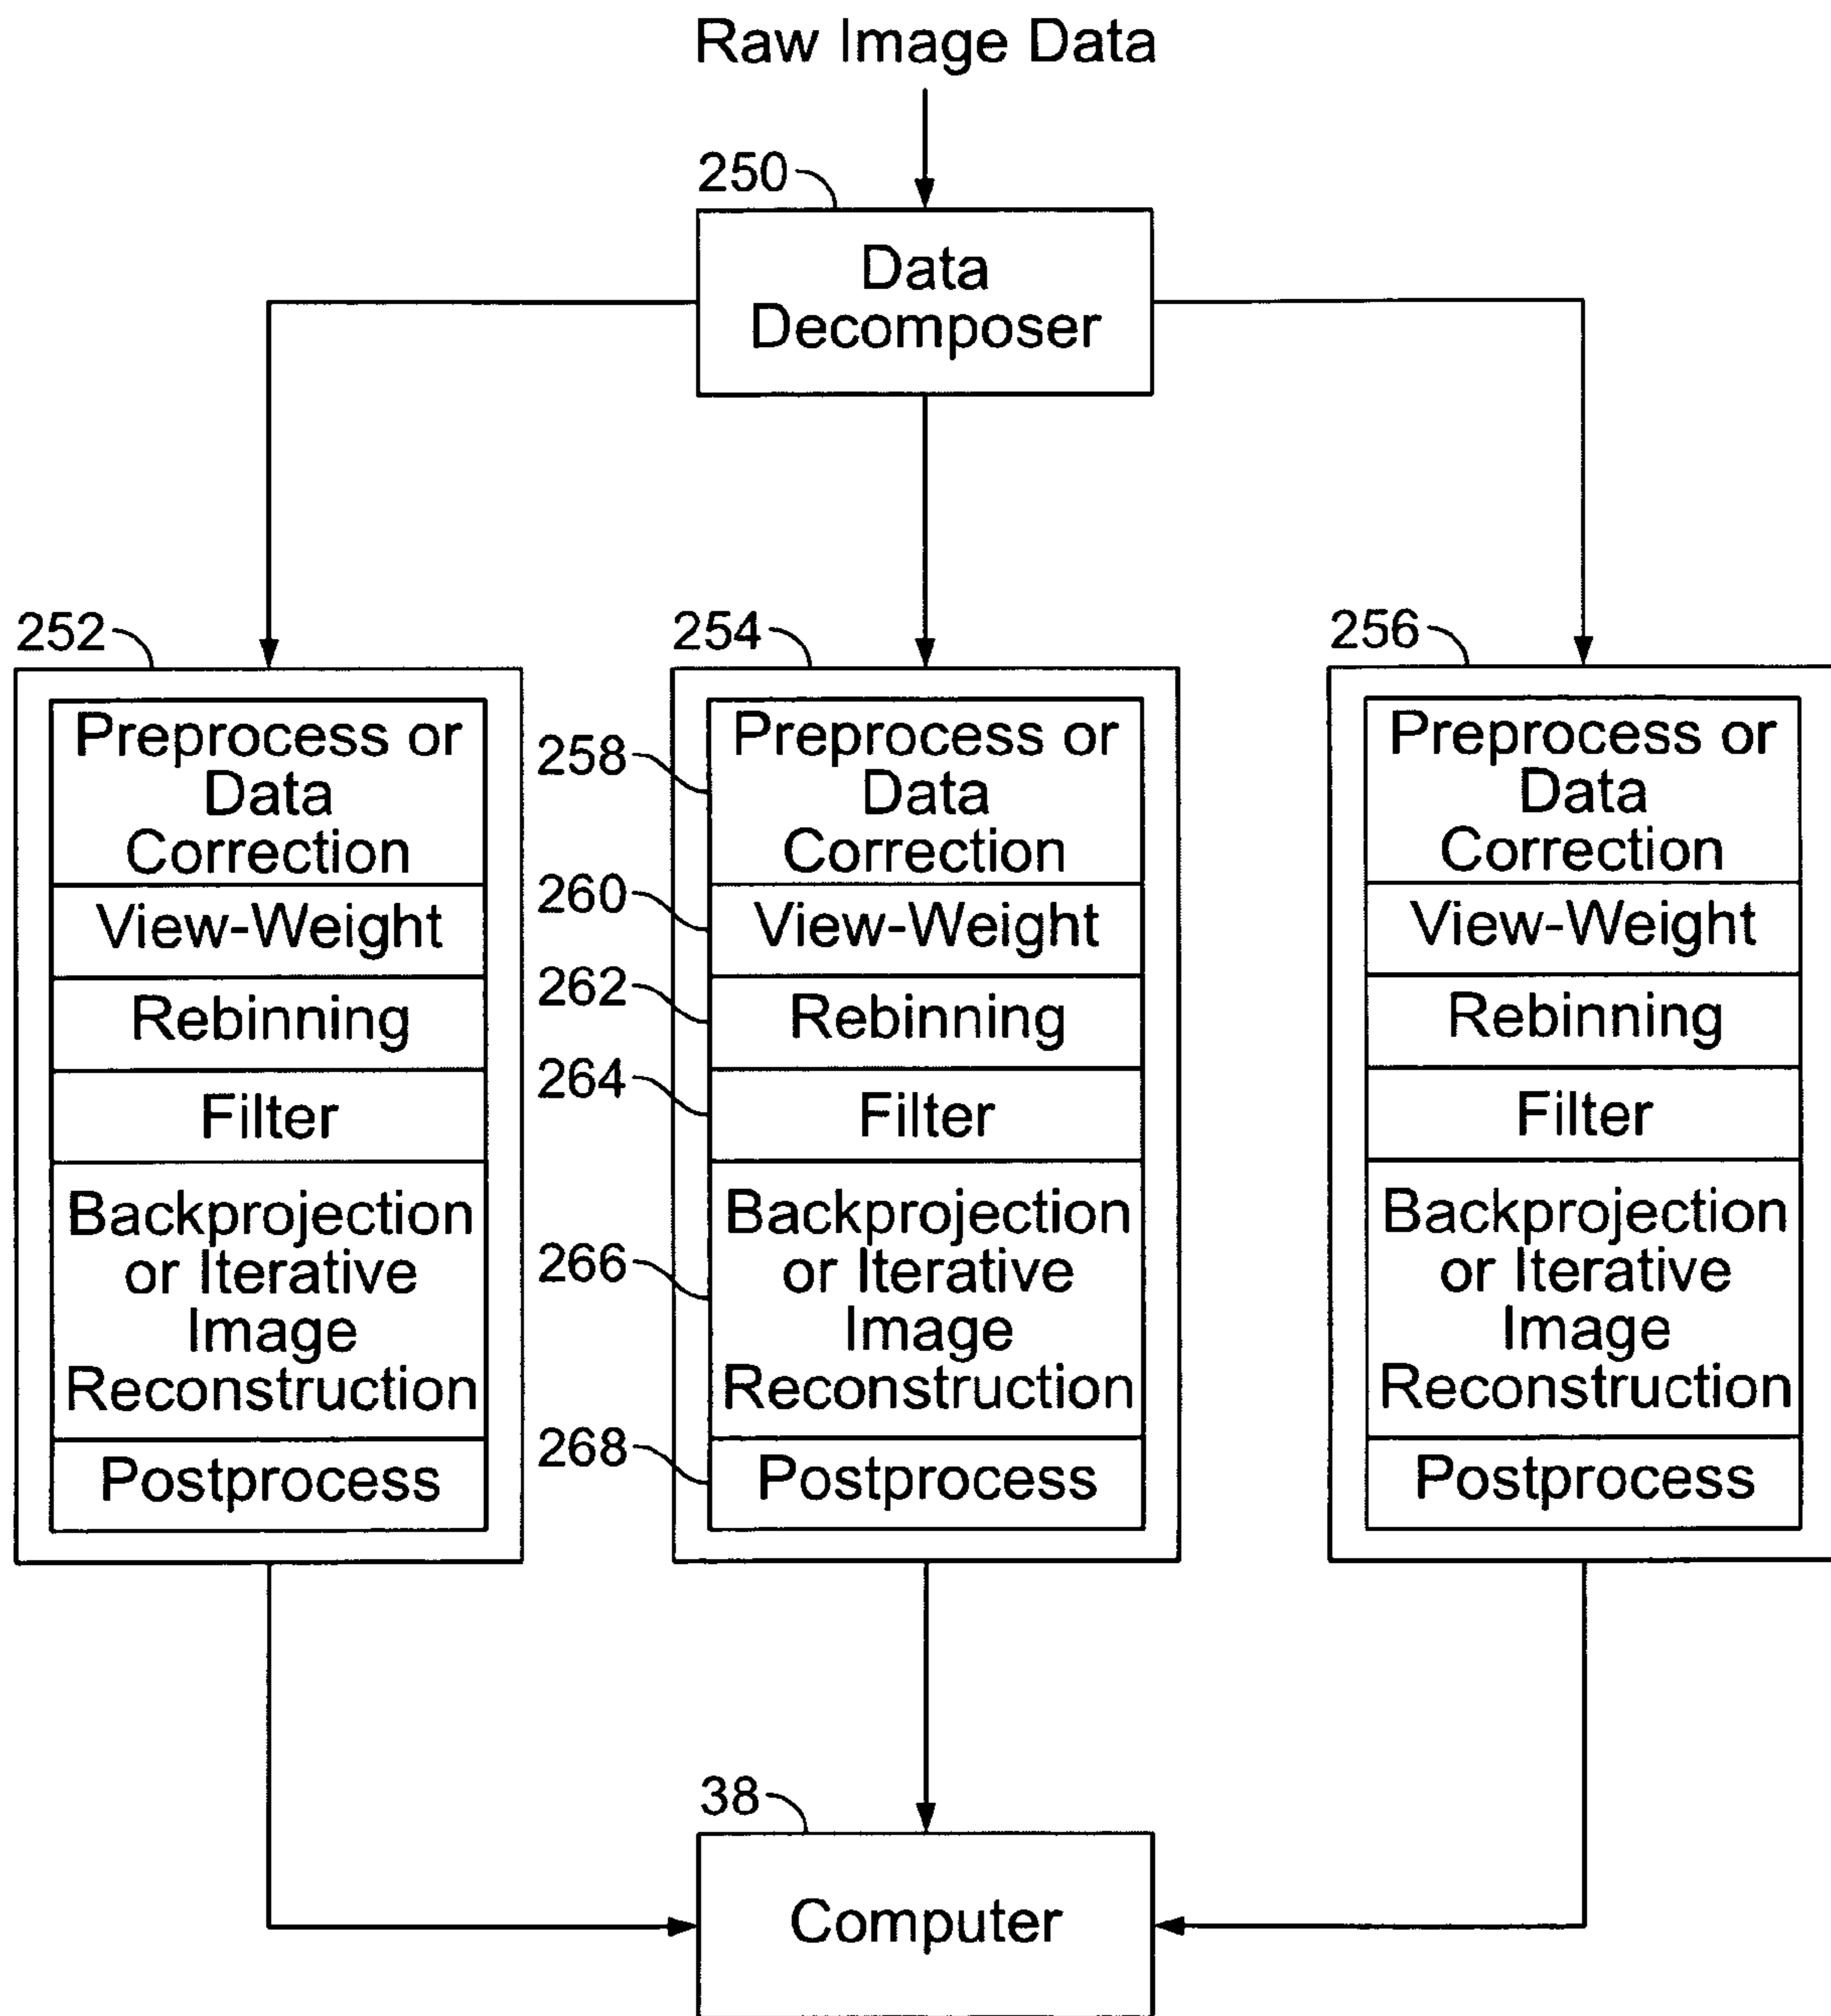 Raw Image Data
250
Data
Decomposer
252
Preprocess or
Data
Correction
View-Weight
Rebinning
Filter
Backprojection
or Iterative
Image
Reconstruction
Postprocess
254
258
Preprocess or
Data
Correction
260
View-Weight
262
Rebinning
264
Filter
266
Backprojection
or Iterative
Image
Reconstruction
268
Postprocess
256
Preprocess or
Data
Correction
View-Weight
Rebinning
Filter
Backprojection
or Iterative
Image
Reconstruction
Postprocess
38
Computer